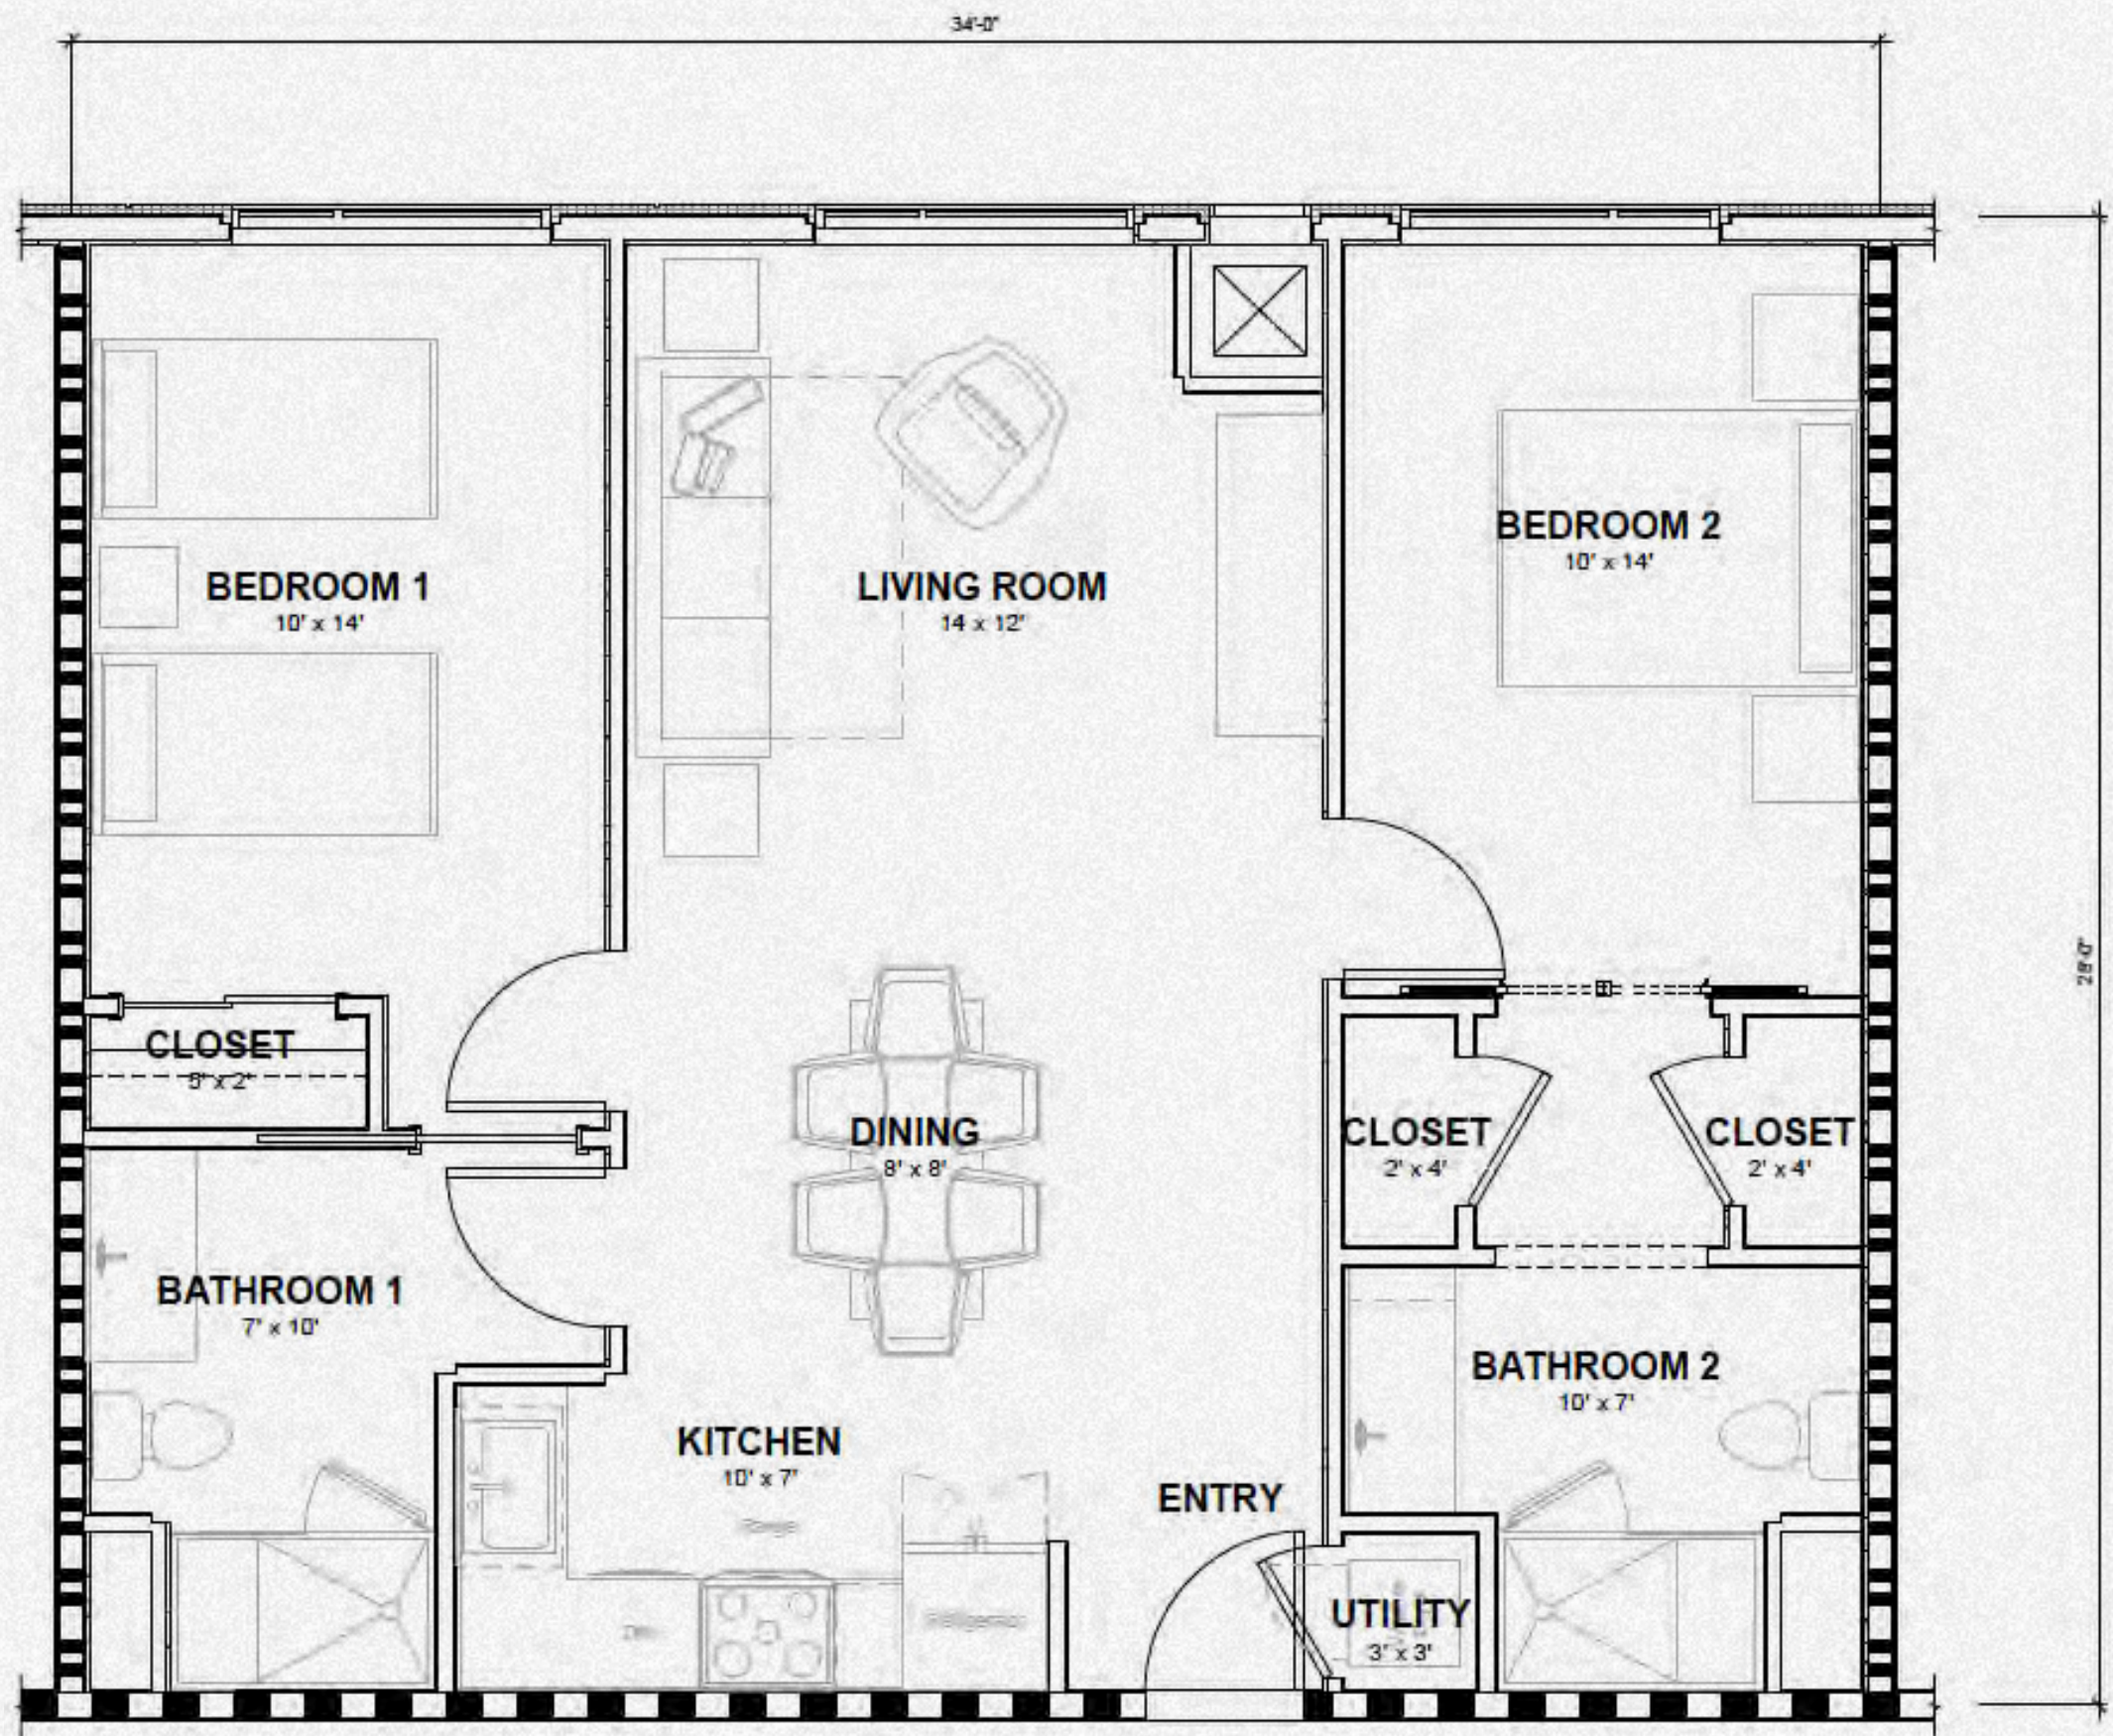 34'-0"
BEDROOM 2
10' x 14'
BEDROOM 1
10' x 14'
LIVING ROOM
14 x 12'
28'-0"
CLOSET
5' x 2'
DINING
8' x 8'
CLOSET
2' x 4'
CLOSET
2' x 4'
BATHROOM 1
7' x 10'
BATHROOM 2
10' x 7'
KITCHEN
10' x 7'
ENTRY
UTILITY
3' x 3'